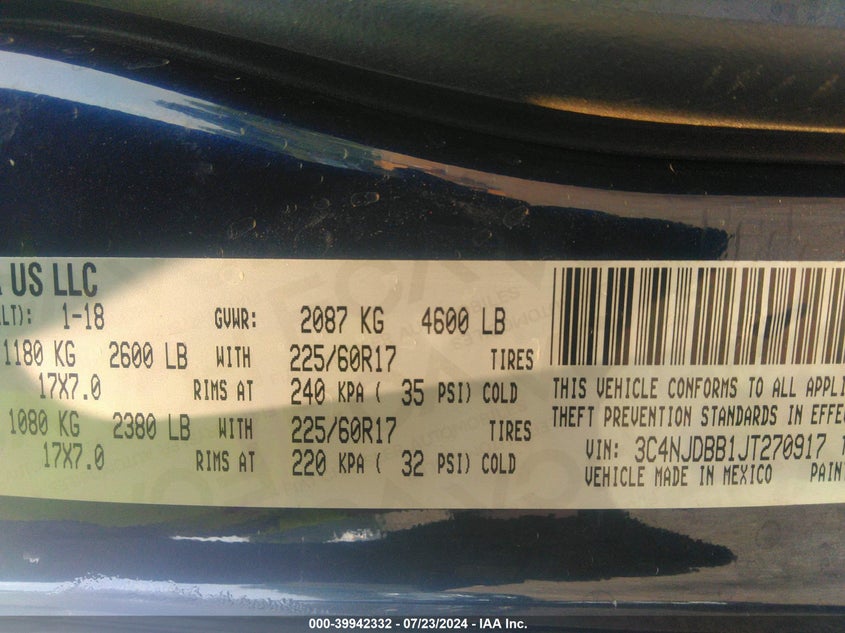 US LLC
LT): 1-18 GVWR: 2087 KG 4600 LB
1180 KG 2600 LB WITH 225/60R17 TIRES
17X7.0 RIMS AT 240 KPA ( 35 PSI) COLD
1080 KG 2380 LB WITH 225/60R17 TIRES
17X7.0 RIMS AT 220 KPA ( 32 PSI) COLD
THIS VEHICLE CONFORMS TO ALL APPLI
THEFT PREVENTION STANDARDS IN EFFE
VIN: 3C4NJDBB1JT270917
VEHICLE MADE IN MEXICO PAIN
000-39942332 - 07/23/2024 - IAA Inc.